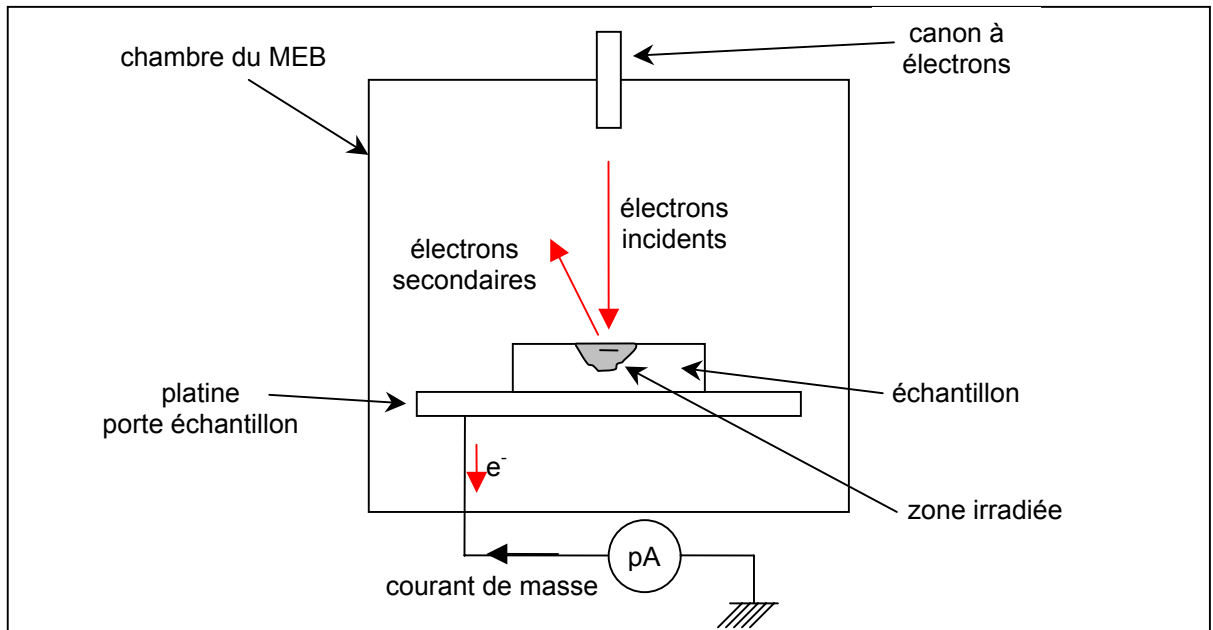 canon à
électrons
chambre du MEB
électrons
incidents
électrons
secondaires
platine
porte échantillon
échantillon
e-
zone irradiée
pA
courant de masse